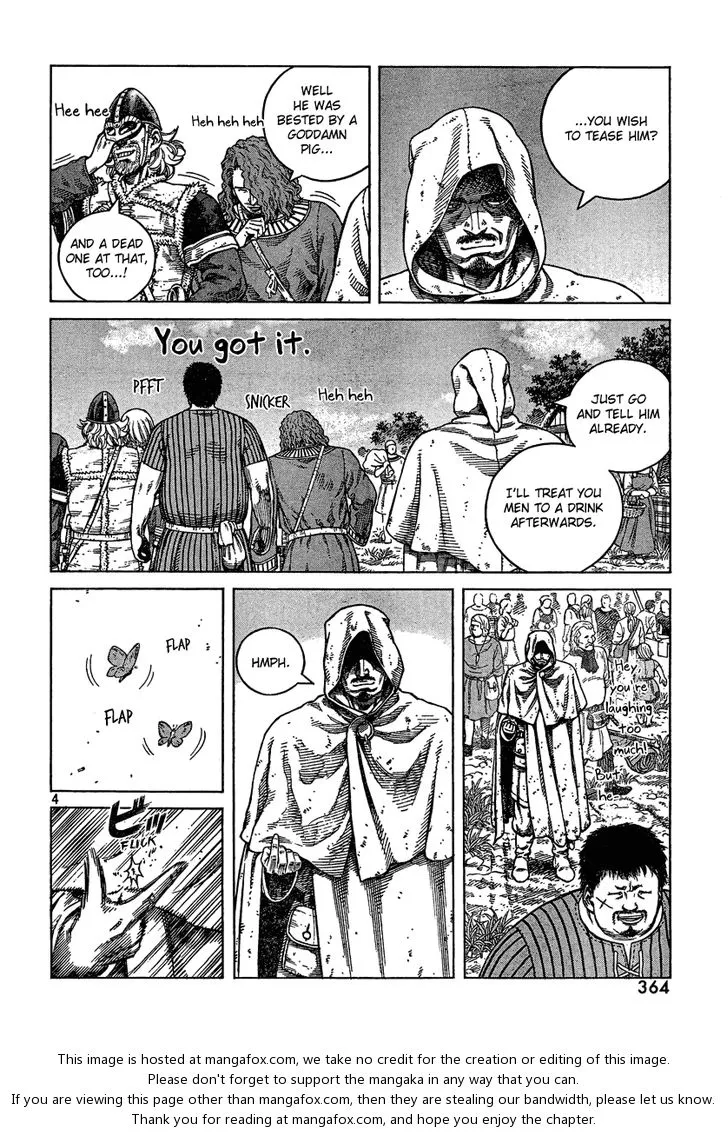 Hee hee
Heh heh heh
WELL
HE WAS
BESTED BY A
GODDAMN
PIG...
AND A DEAD
ONE AT THAT,
TOO...!
...YOU WISH
TO TEASE HIM?
You got it.
PFFT
SNICKER
Heh heh
JUST GO
AND TELL HIM
ALREADY.
I'LL TREAT YOU
MEN TO A DRINK
AFTERWARDS.
FLAP
FLAP
4
ビッ
FLICK
HMPH.
Hey,
you're
laughing
too
much!
But
he...
364
This image is hosted at mangafox.com, we take no credit for the creation or editing of this image.
Please don't forget to support the mangaka in any way that you can.
If you are viewing this page other than mangafox.com, then they are stealing our bandwidth, please let us know.
Thank you for reading at mangafox.com, and hope you enjoy the chapter.